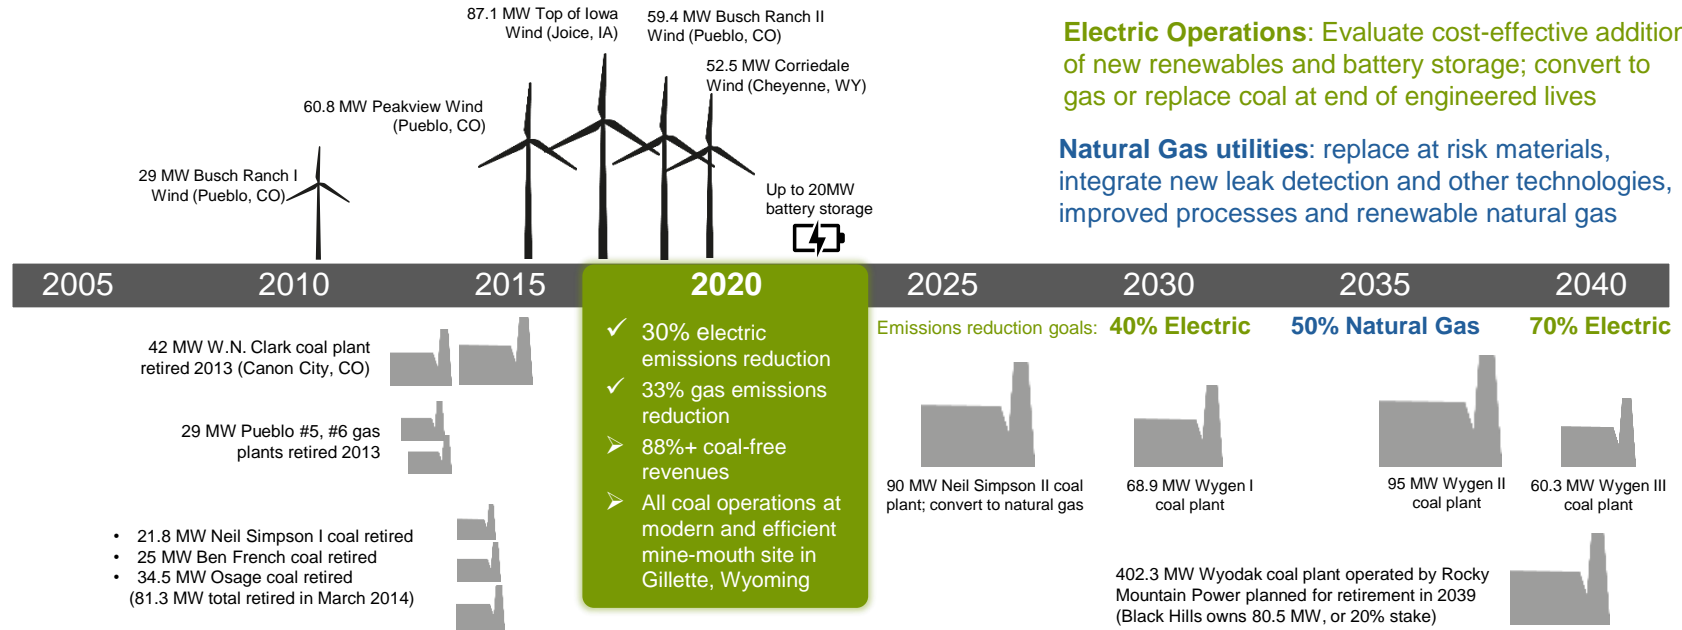 87.1 MW Top of Iowa
Wind (Joice, IA)
59.4 MW Busch Ranch II
Wind (Pueblo, CO)
52.5 MW Corriedale
Wind (Cheyenne, WY)
60.8 MW Peakview Wind
(Pueblo, CO)
29 MW Busch Ranch I
Wind (Pueblo, CO)
Up to 20MW
battery storage
Electric Operations: Evaluate cost-effective addition
of new renewables and battery storage; convert to
gas or replace coal at end of engineered lives
Natural Gas utilities: replace at risk materials,
integrate new leak detection and other technologies,
improved processes and renewable natural gas
2005 2010 2015 2020 2025 2030 2035 2040
Emissions reduction goals: 40% Electric 50% Natural Gas 70% Electric
42 MW W.N. Clark coal plant
retired 2013 (Canon City, CO)
29 MW Pueblo #5, #6 gas
plants retired 2013
• 21.8 MW Neil Simpson I coal retired
• 25 MW Ben French coal retired
• 34.5 MW Osage coal retired
(81.3 MW total retired in March 2014)
✓ 30% electric
emissions reduction
✓ 33% gas emissions
reduction
➢ 88%+ coal-free
revenues
➢ All coal operations at
modern and efficient
mine-mouth site in
Gillette, Wyoming
90 MW Neil Simpson II coal
plant; convert to natural gas
68.9 MW Wygen I
coal plant
95 MW Wygen II
coal plant
60.3 MW Wygen III
coal plant
402.3 MW Wyodak coal plant operated by Rocky
Mountain Power planned for retirement in 2039
(Black Hills owns 80.5 MW, or 20% stake)